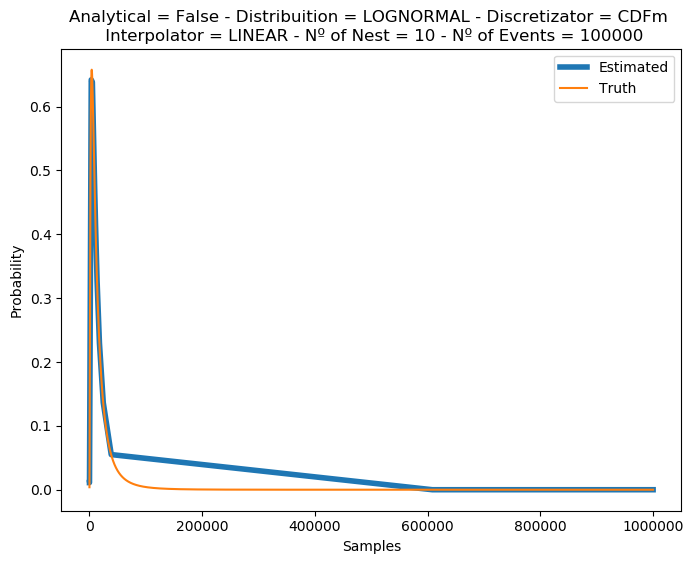 Analytical = False - Distribuition = LOGNORMAL - Discretizator = CDFm
Interpolator = LINEAR - Nº of Nest = 10 - Nº of Events = 100000
Estimated
Truth
Probability
0.6
0.5
0.4
0.3
0.2
0.1
0.0
0 200000 400000 600000 800000 1000000
Samples